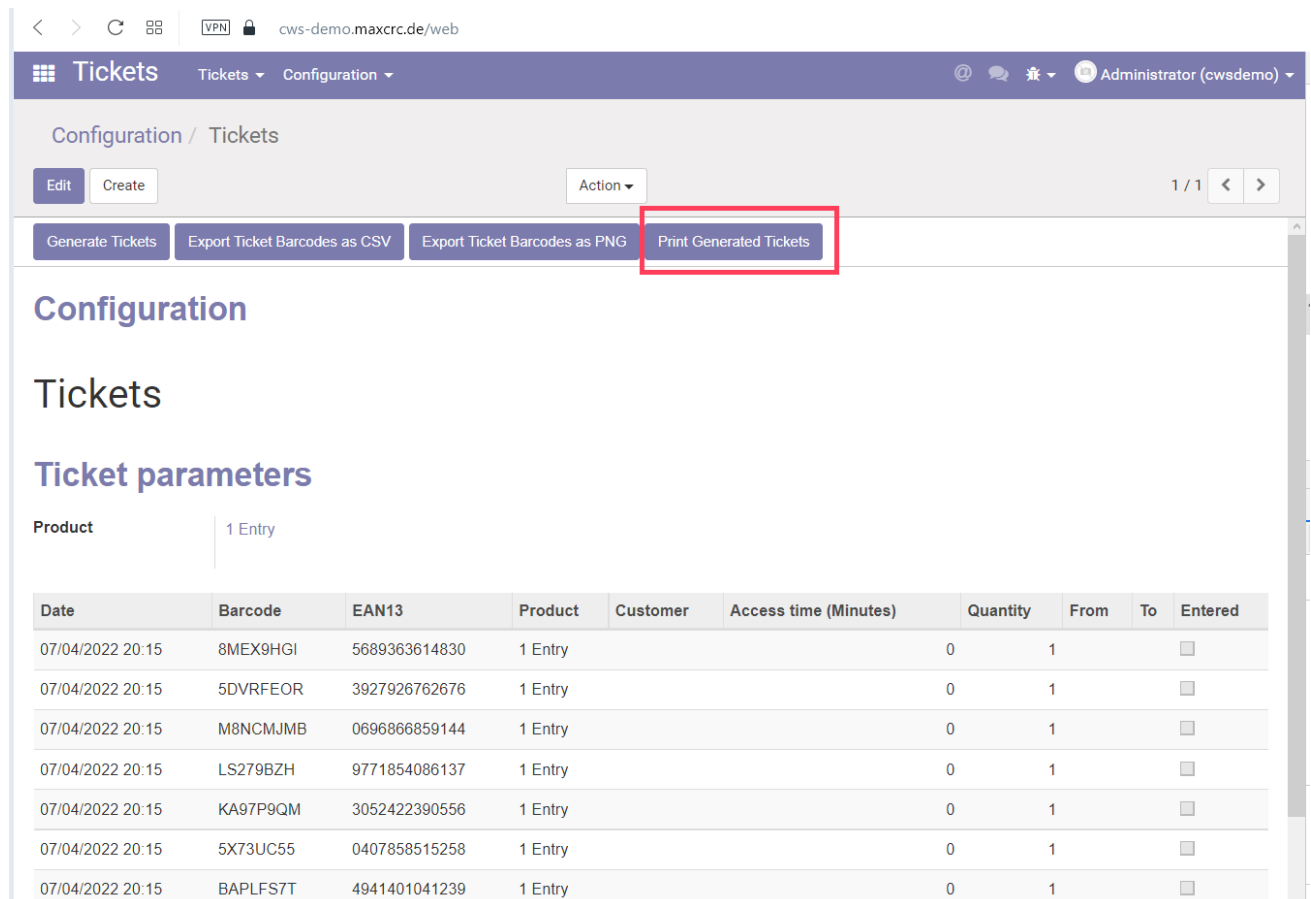 VPN cws-demo.maxcrc.de/web
Tickets Tickets Configuration @ Administrator (cwsdemo)
Configuration / Tickets
Edit Create Action 1 / 1
Generate Tickets Export Ticket Barcodes as CSV Export Ticket Barcodes as PNG Print Generated Tickets
Configuration
Tickets
Ticket parameters
Product 1 Entry
Date Barcode EAN13 Product Customer Access time (Minutes) Quantity From To Entered
07/04/2022 20:15 8MEX9HGI 5689363614830 1 Entry 0 1
07/04/2022 20:15 5DVRFEOR 3927926762676 1 Entry 0 1
07/04/2022 20:15 M8NCMJMB 0696866859144 1 Entry 0 1
07/04/2022 20:15 LS279BZH 9771854086137 1 Entry 0 1
07/04/2022 20:15 KA97P9QM 3052422390556 1 Entry 0 1
07/04/2022 20:15 5X73UC55 0407858515258 1 Entry 0 1
07/04/2022 20:15 BAPLFS7T 4941401041239 1 Entry 0 1